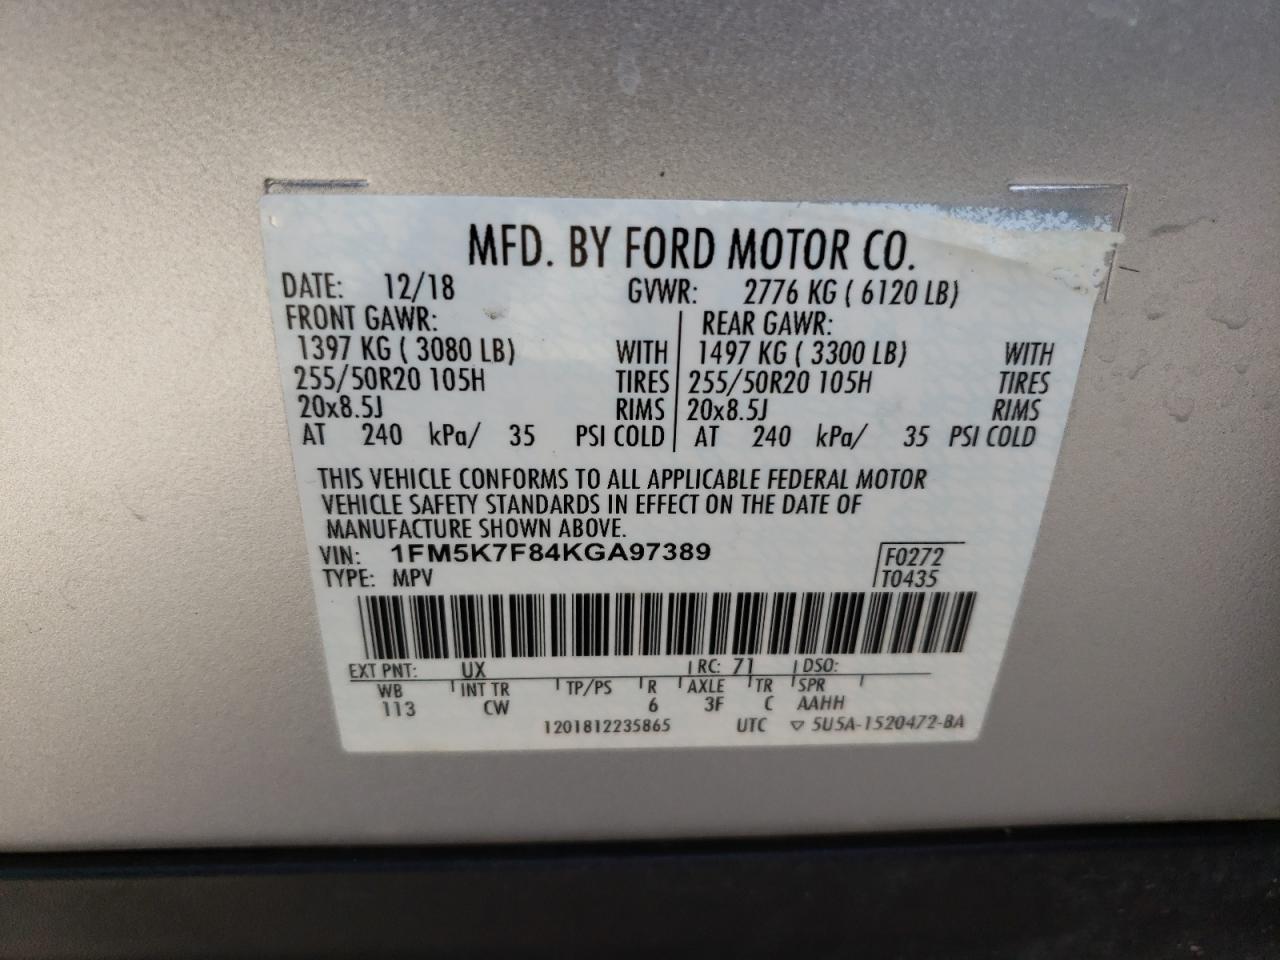 MFD. BY FORD MOTOR CO.
DATE: 12/18 GVWR: 2776 KG ( 6120 LB)
FRONT GAWR: REAR GAWR:
1397 KG ( 3080 LB) WITH 1497 KG ( 3300 LB) WITH
255/50R20 105H TIRES 255/50R20 105H TIRES
20x8.5J RIMS 20x8.5J RIMS
AT 240 kPa/ 35 PSI COLD AT 240 kPa/ 35 PSI COLD
THIS VEHICLE CONFORMS TO ALL APPLICABLE FEDERAL MOTOR
VEHICLE SAFETY STANDARDS IN EFFECT ON THE DATE OF
MANUFACTURE SHOWN ABOVE.
VIN: 1FM5K7F84KGA97389 F0272
TYPE: MPV T0435
EXT PNT: UX RC: 71 DSO:
WB INT TR TP/PS R AXLE TR SPR
113 CW 6 3F C AAHH
1201812235865 UTC ▽ 5U5A-1520472-BA